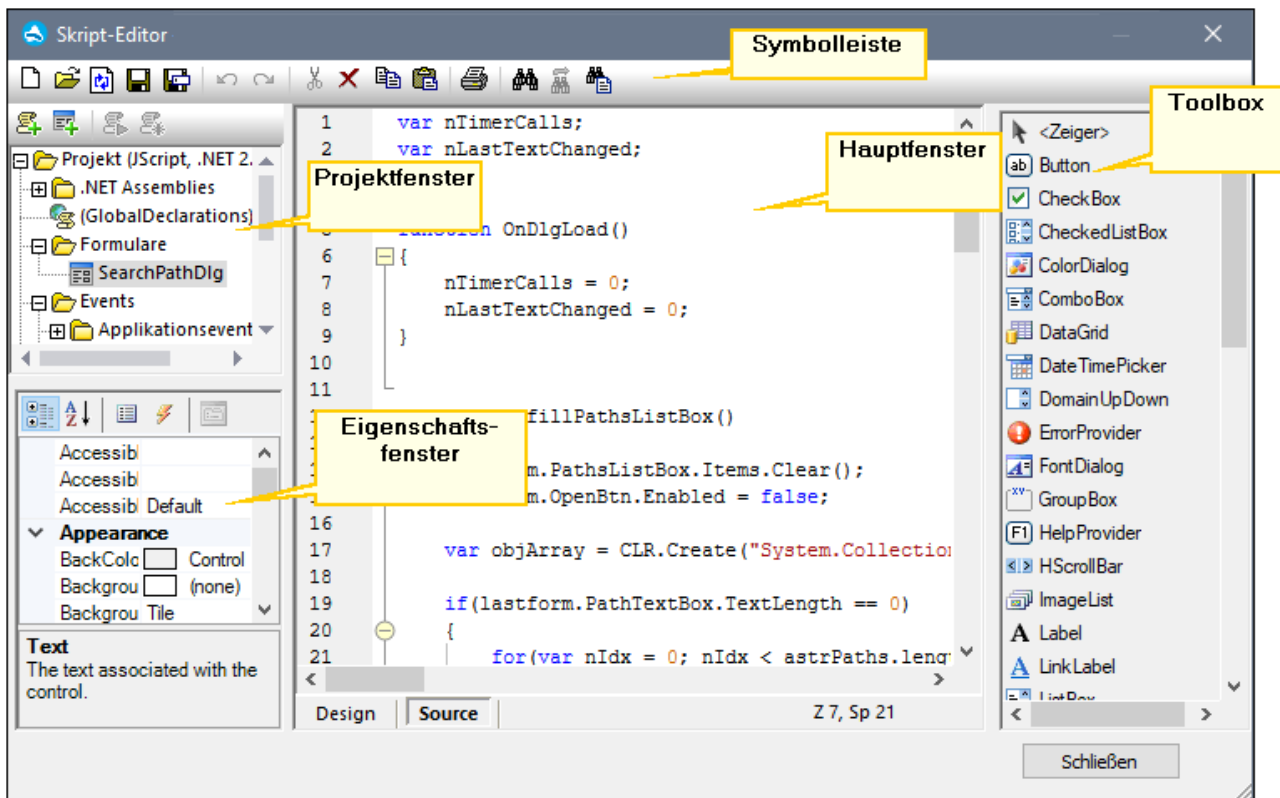 Skript-Editor
Symbolleiste
Toolbox
Hauptfenster
Projektfenster
Eigenschafts-
fenster
Projekt (JScript, .NET 2.
.NET Assemblies
(GlobalDeclarations)
Formulare
SearchPathDlg
Events
Applikationsevent
Accessibl
Accessibl
Accessibl Default
Appearance
BackColo Control
Backgrou (none)
Backgrou Tile
Text
The text associated with the
control.
1 var nTimerCalls;
2 var nLastTextChanged;
function OnDlgLoad()
6 {
7 nTimerCalls = 0;
8 nLastTextChanged = 0;
9 }
10
11
fillPathsListBox()
m.PathsListBox.Items.Clear();
m.OpenBtn.Enabled = false;
16
17 var objArray = CLR.Create("System.Collection
18
19 if(lastform.PathTextBox.TextLength == 0)
20 {
21 for(var nIdx = 0; nIdx < astrPaths.leng
Design Source Z 7, Sp 21
<Zeiger>
Button
CheckBox
CheckedListBox
ColorDialog
ComboBox
DataGrid
DateTimePicker
DomainUpDown
ErrorProvider
FontDialog
GroupBox
HelpProvider
HScrollBar
ImageList
Label
LinkLabel
ListBox
Schließen